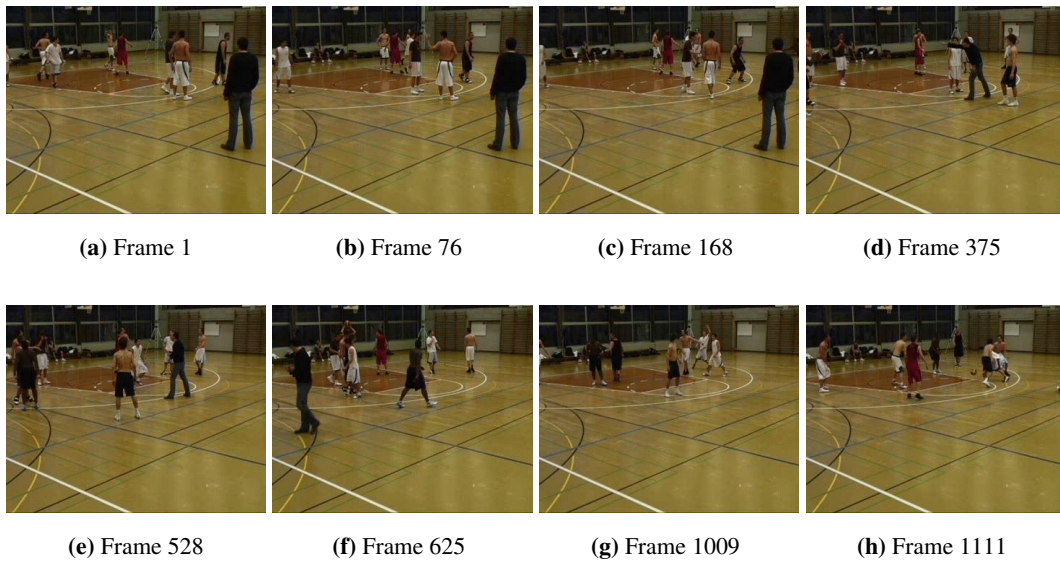 (a) Frame 1
(b) Frame 76
(c) Frame 168
(d) Frame 375
(e) Frame 528
(f) Frame 625
(g) Frame 1009
(h) Frame 1111